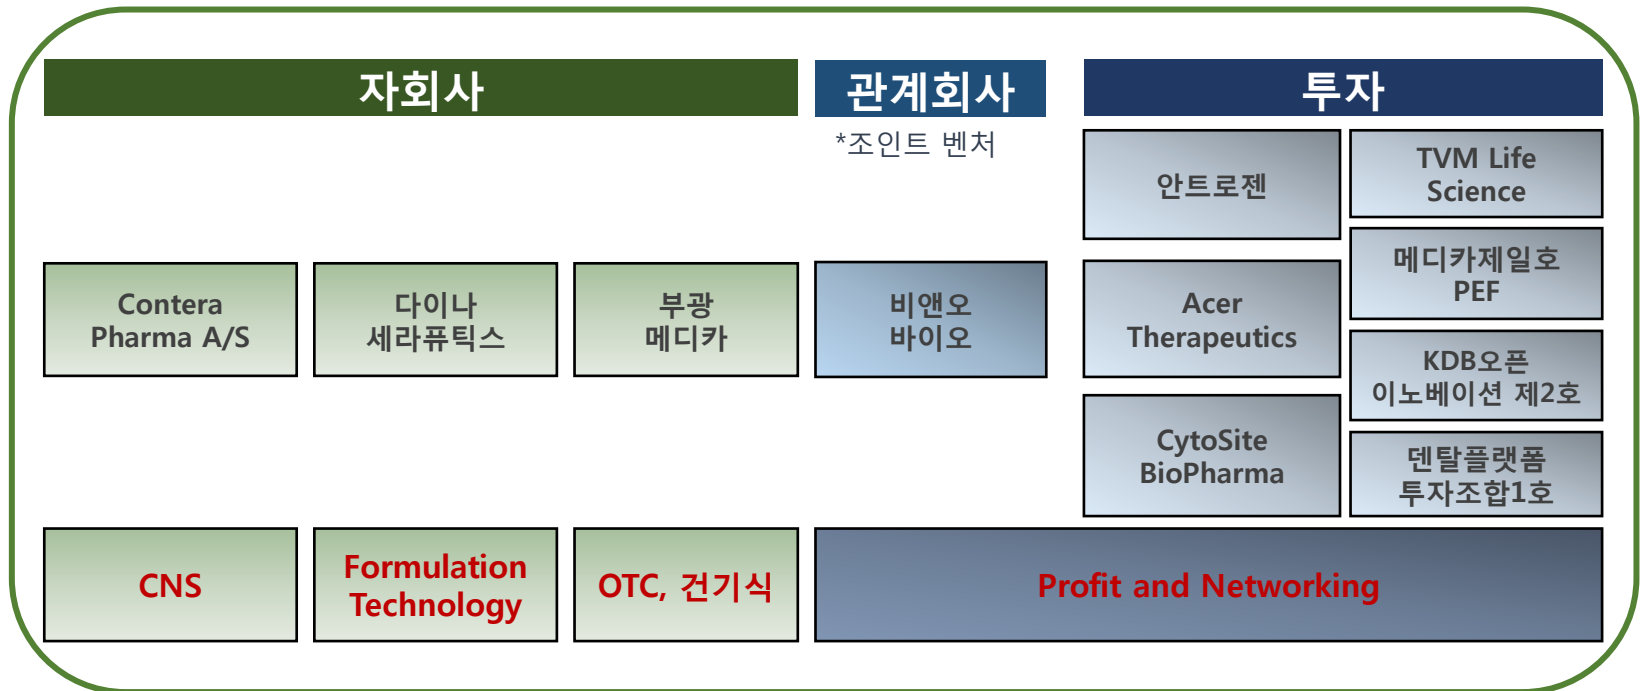 자회사
관계회사
투자
*조인트 벤처
안트로젠
TVM Life
Science
메디카제일호
PEF
Contera
Pharma A/S
다이나
세라퓨틱스
부광
메디카
비앤오
바이오
Acer
Therapeutics
KDB오픈
이노베이션 제2호
CytoSite
BioPharma
덴탈플랫폼
투자조합1호
CNS
Formulation
Technology
OTC, 건기식
Profit and Networking